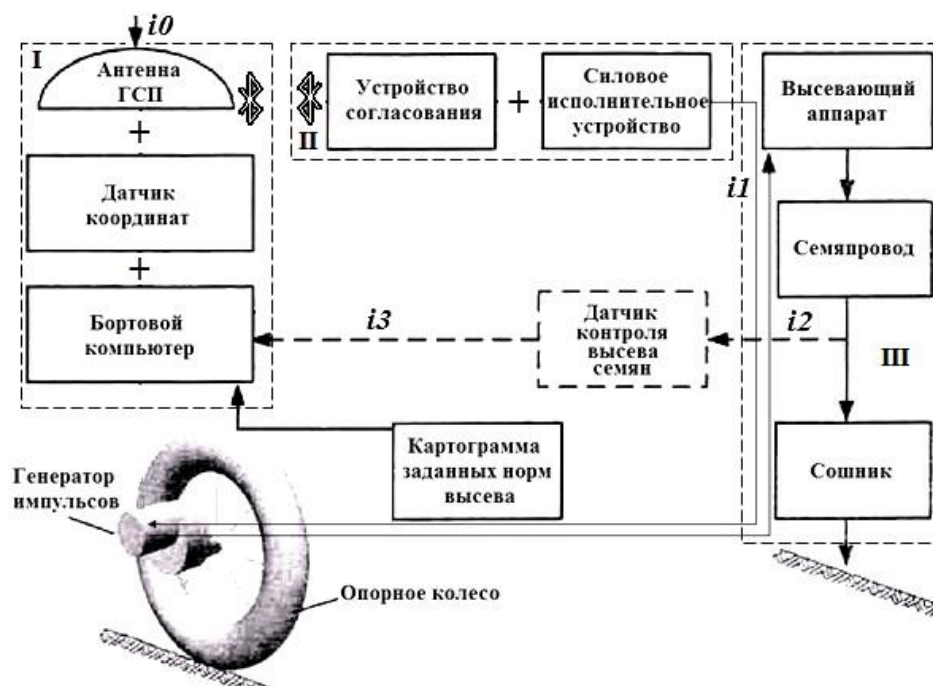 i0
I
Антенна
ГСП
+
Датчик
координат
+
Бортовой
компьютер
II
Устройство
согласования
+
Силовое
исполнительное
устройство
i1
Высевающий
аппарат
Семяпровод
i2
III
Сошник
Датчик
контроля
высева
семян
i3
Картограмма
заданных норм
высева
Генератор
импульсов
Опорное колесо